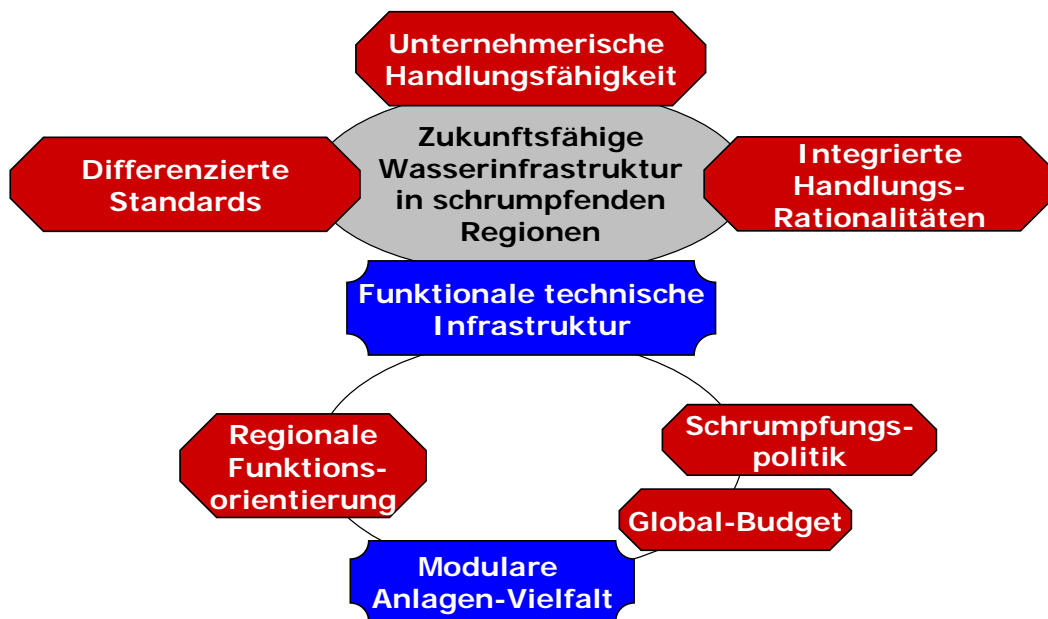 Unternehmerische
Handlungsfähigkeit
Differenzierte
Standards
Zukunftsfähige
Wasserinfrastruktur
in schrumpfenden
Regionen
Integrierte
Handlungs-
Rationalitäten
Funktionale technische
Infrastruktur
Regionale
Funktions-
orientierung
Schrumpfungs-
politik
Global-Budget
Modulare
Anlagen-Vielfalt